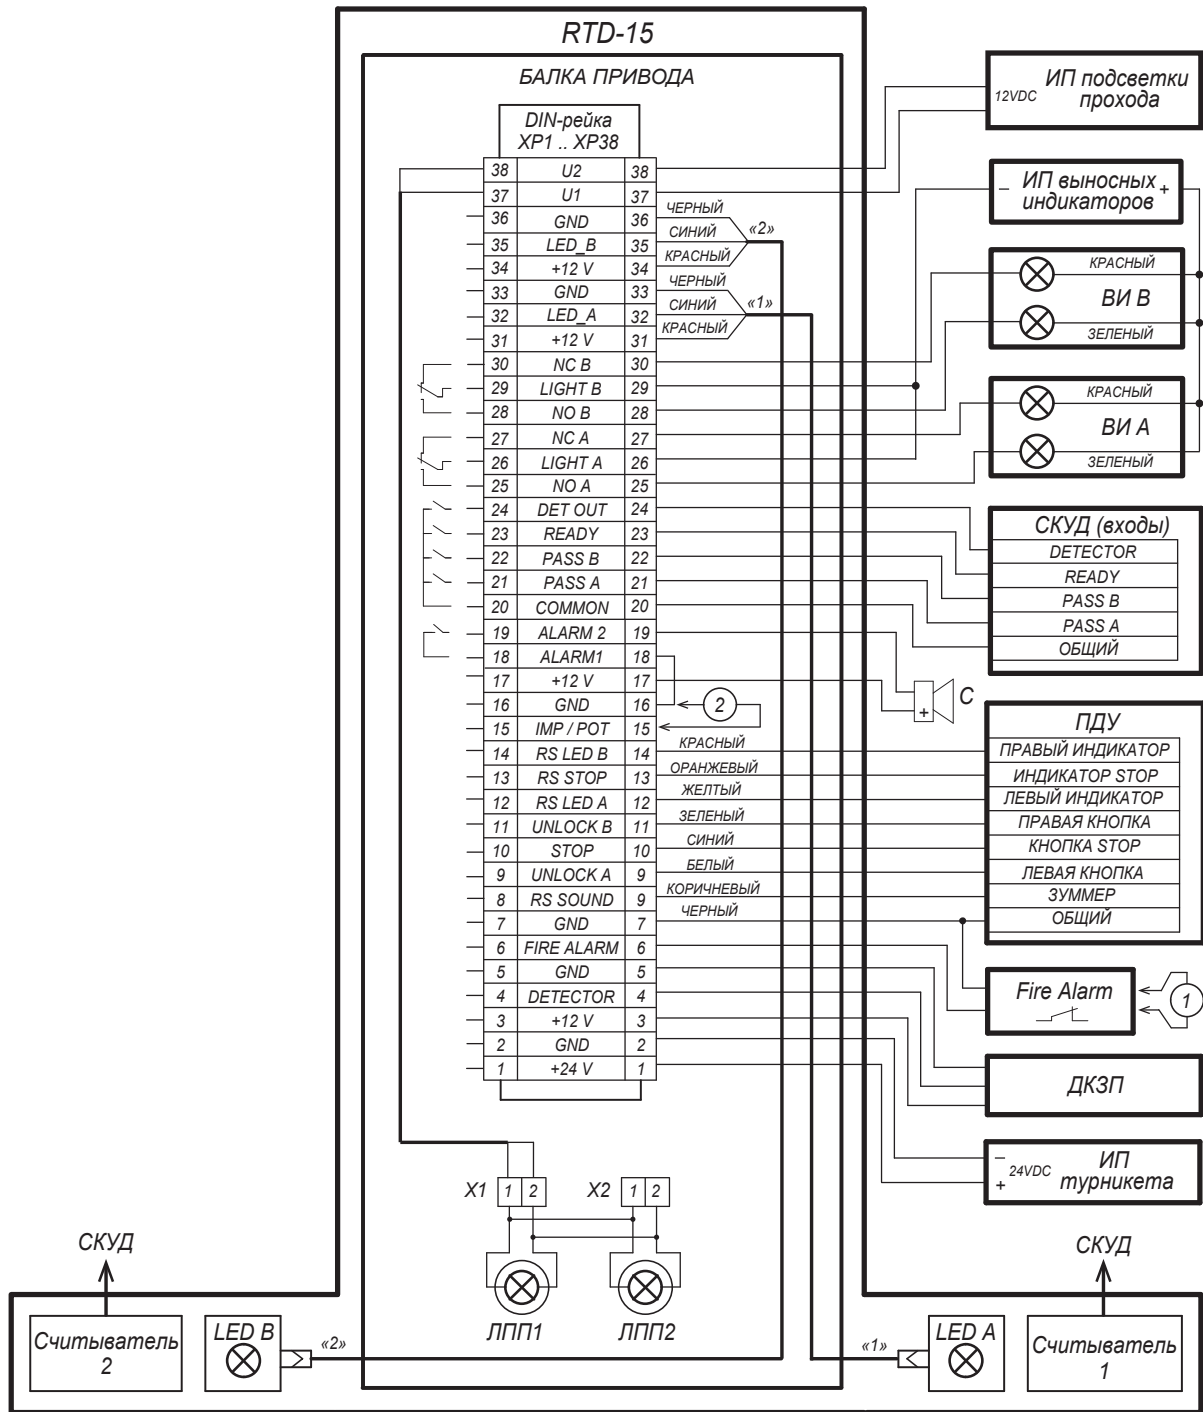 RTD-15
БАЛКА ПРИВОДА
DIN-рейка
XP1 .. XP38
38 U2 38
37 U1 37
36 GND 36
35 LED_B 35
34 +12 V 34
33 GND 33
32 LED_A 32
31 +12 V 31
30 NC B 30
29 LIGHT B 29
28 NO B 28
27 NC A 27
26 LIGHT A 26
25 NO A 25
24 DET OUT 24
23 READY 23
22 PASS B 22
21 PASS A 21
20 COMMON 20
19 ALARM 2 19
18 ALARM1 18
17 +12 V 17
16 GND 16
15 IMP / POT 15
14 RS LED B 14
13 RS STOP 13
12 RS LED A 12
11 UNLOCK B 11
10 STOP 10
9 UNLOCK A 9
8 RS SOUND 9
7 GND 7
6 FIRE ALARM 6
5 GND 5
4 DETECTOR 4
3 +12 V 3
2 GND 2
1 +24 V 1
ЧЕРНЫЙ
СИНИЙ
«2»
КРАСНЫЙ
ЧЕРНЫЙ
СИНИЙ
«1»
КРАСНЫЙ
2
КРАСНЫЙ
ОРАНЖЕВЫЙ
ЖЕЛТЫЙ
ЗЕЛЕНЫЙ
СИНИЙ
БЕЛЫЙ
КОРИЧНЕВЫЙ
ЧЕРНЫЙ
12VDC
ИП подсветки
прохода
– ИП выносных +
индикаторов
КРАСНЫЙ
ВИ В
ЗЕЛЕНЫЙ
КРАСНЫЙ
ВИ А
ЗЕЛЕНЫЙ
СКУД (входы)
DETECTOR
READY
PASS B
PASS A
ОБЩИЙ
+
С
ПДУ
ПРАВЫЙ ИНДИКАТОР
ИНДИКАТОР STOP
ЛЕВЫЙ ИНДИКАТОР
ПРАВАЯ КНОПКА
КНОПКА STOP
ЛЕВАЯ КНОПКА
ЗУММЕР
ОБЩИЙ
Fire Alarm
1
ДКЗП
–
+
24VDC
ИП
турникета
X1 1 2
X2 1 2
ЛПП1
ЛПП2
СКУД
Считыватель
2
LED B
«2»
«1»
LED A
СКУД
Считыватель
1